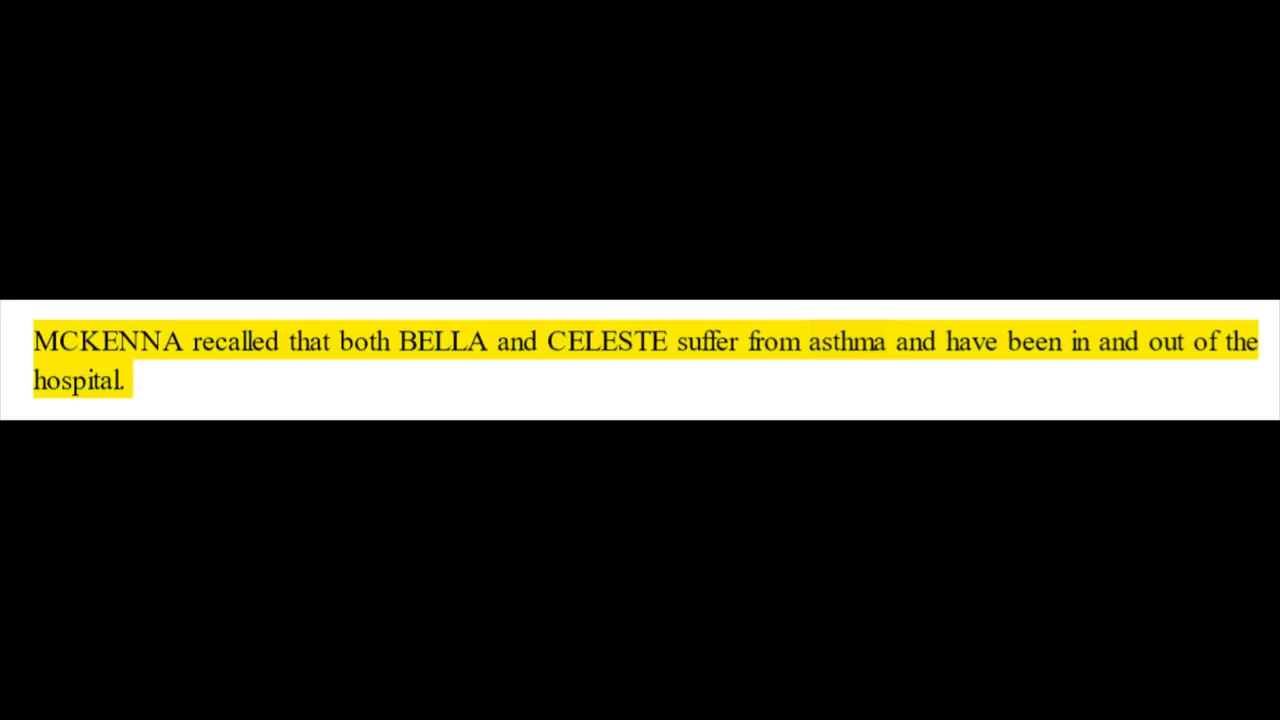 MCKENNA recalled that both BELLA and CELESTE suffer from asthma and have been in and out of the
hospital.